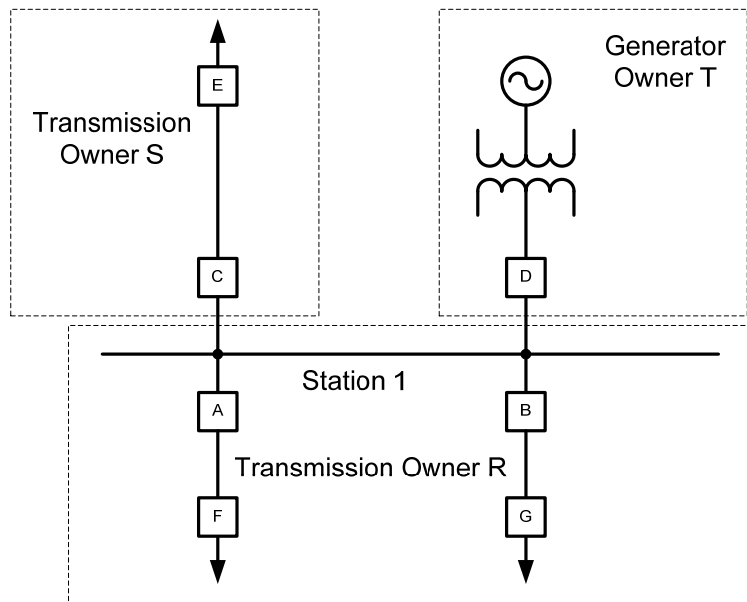 E
Transmission
Owner S
C
Generator
Owner T
D
Station 1
A
B
Transmission Owner R
F
G